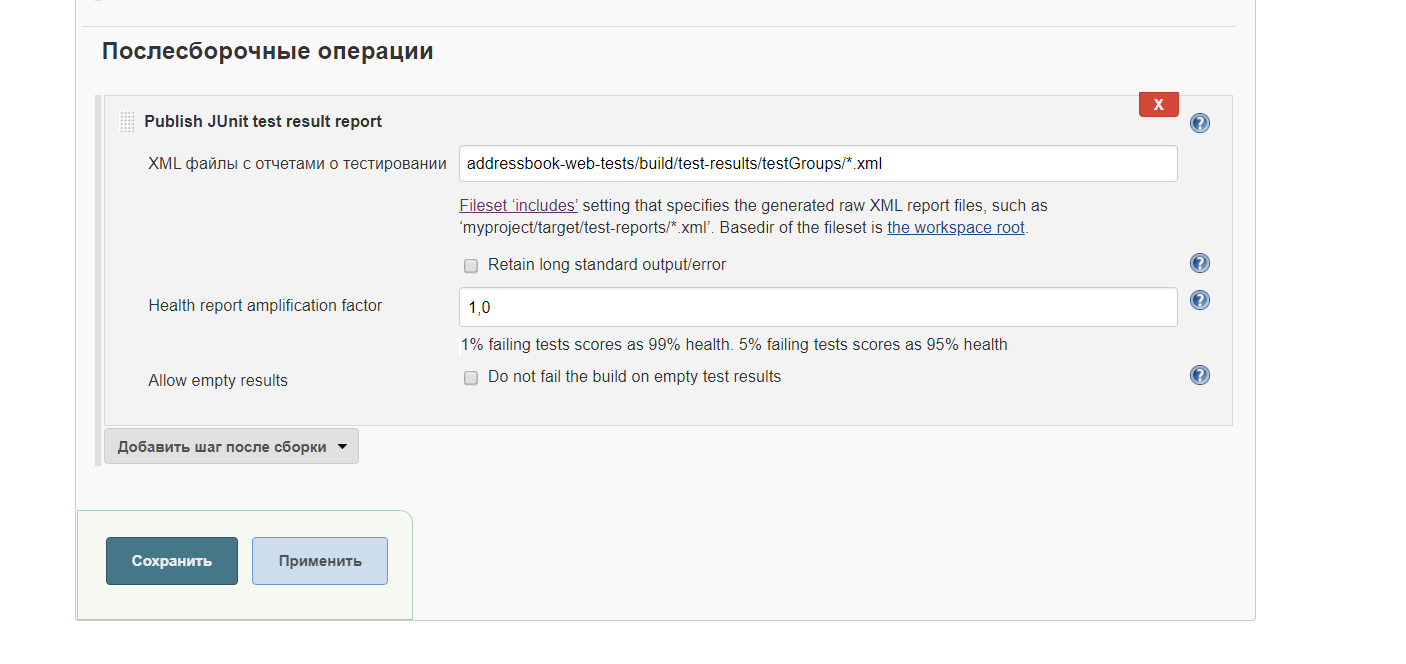 Послесборочные операции
X
Publish JUnit test result report
XML файлы с отчетами о тестировании
addressbook-web-tests/build/test-results/testGroups/*.xml
Fileset ‘includes’ setting that specifies the generated raw XML report files, such as
‘myproject/target/test-reports/*.xml’. Basedir of the fileset is the workspace root.
Retain long standard output/error
Health report amplification factor
1,0
1% failing tests scores as 99% health. 5% failing tests scores as 95% health
Allow empty results
Do not fail the build on empty test results
Добавить шаг после сборки
Сохранить
Применить